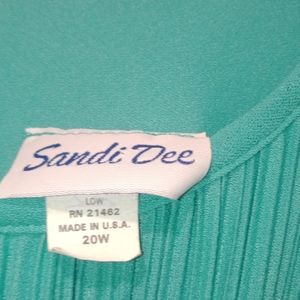 Sandi Dee
LOW
RN 21462
MADE IN U.S.A.
20W